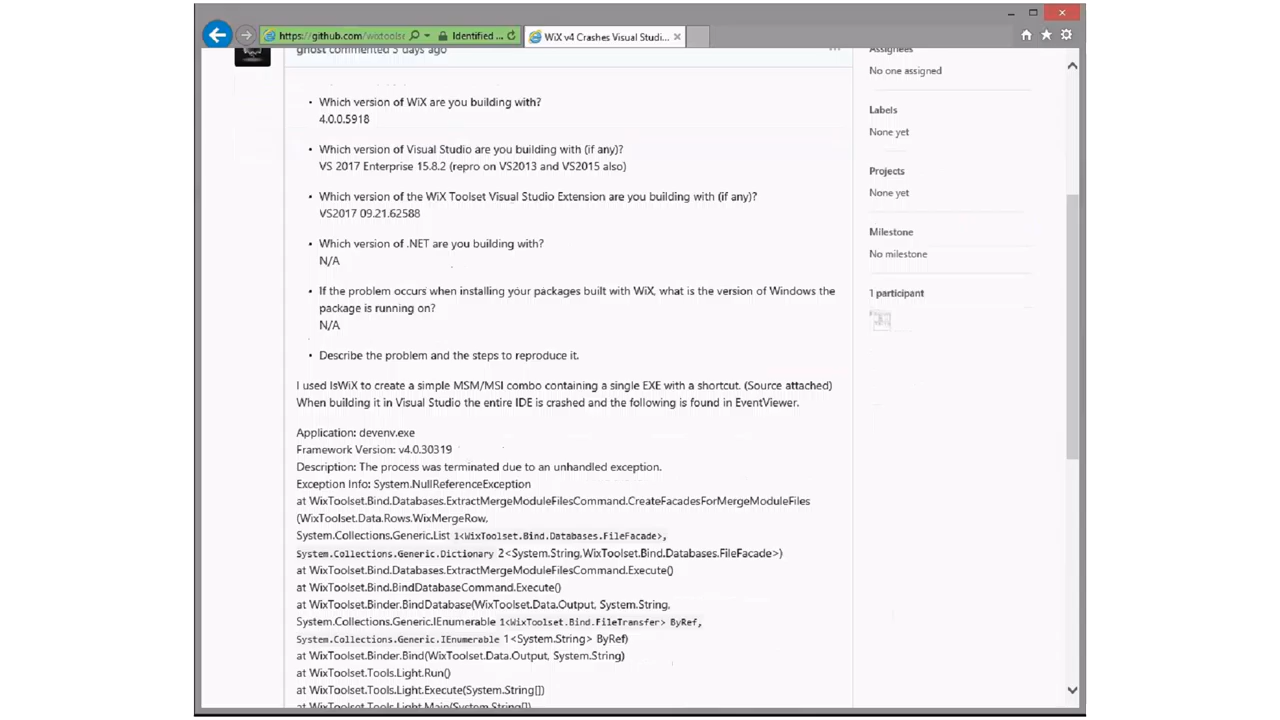 https://github.com/wixtoolse
Identified ...
WiX v4 Crashes Visual Studi...
ghost commented 3 days ago
Assignees
No one assigned
• Which version of WiX are you building with?
4.0.0.5918
Labels
None yet
• Which version of Visual Studio are you building with (if any)?
VS 2017 Enterprise 15.8.2 (repro on VS2013 and VS2015 also)
Projects
None yet
• Which version of the WiX Toolset Visual Studio Extension are you building with (if any)?
VS2017 09.21.62588
Milestone
No milestone
• Which version of .NET are you building with?
N/A
• If the problem occurs when installing your packages built with WiX, what is the version of Windows the
package is running on?
N/A
1 participant
• Describe the problem and the steps to reproduce it.
I used IsWiX to create a simple MSM/MSI combo containing a single EXE with a shortcut. (Source attached)
When building it in Visual Studio the entire IDE is crashed and the following is found in EventViewer.
Application: devenv.exe
Framework Version: v4.0.30319
Description: The process was terminated due to an unhandled exception.
Exception Info: System.NullReferenceException
at WixToolset.Bind.Databases.ExtractMergeModuleFilesCommand.CreateFacadesForMergeModuleFiles
(WixToolset.Data.Rows.WixMergeRow,
System.Collections.Generic.List 1<WixToolset.Bind.Databases.FileFacade>,
System.Collections.Generic.Dictionary 2<System.String,WixToolset.Bind.Databases.FileFacade>)
at WixToolset.Bind.Databases.ExtractMergeModuleFilesCommand.Execute()
at WixToolset.Bind.BindDatabaseCommand.Execute()
at WixToolset.Binder.BindDatabase(WixToolset.Data.Output, System.String,
System.Collections.Generic.IEnumerable 1<WixToolset.Bind.FileTransfer> ByRef,
System.Collections.Generic.IEnumerable 1<System.String> ByRef)
at WixToolset.Binder.Bind(WixToolset.Data.Output, System.String)
at WixToolset.Tools.Light.Run()
at WixToolset.Tools.Light.Execute(System.String[])
at WixToolset.Tools.Light.Main(System.String[])